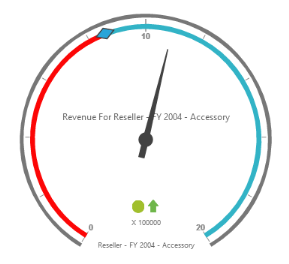 10
Revenue For Reseller - FY 2004 - Accessory
X 100000
0 20
Reseller - FY 2004 - Accessory